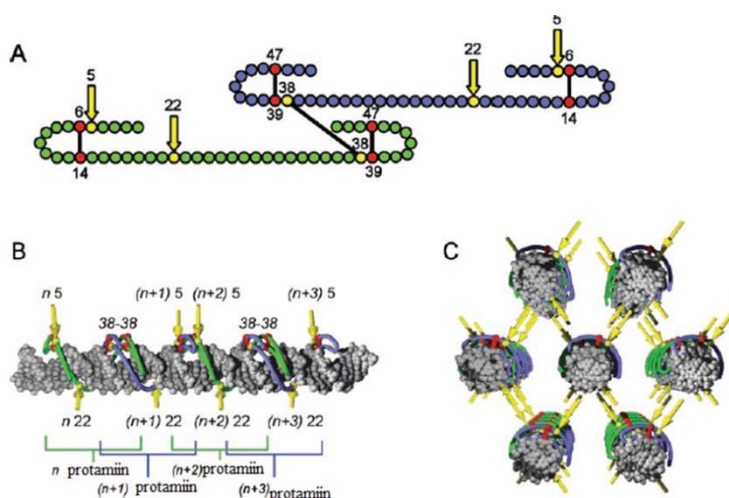 A
5
47
22
6
38
5
22
47
39
14
6
38
14
39
B
C
n 5
(n+1) 5
(n+2) 5
(n+3) 5
38-38
38-38
n 22
(n+1) 22
(n+2) 22
(n+3) 22
n protamiin
(n+1) protamiin
(n+2)protamiin
(n+3)protamiin